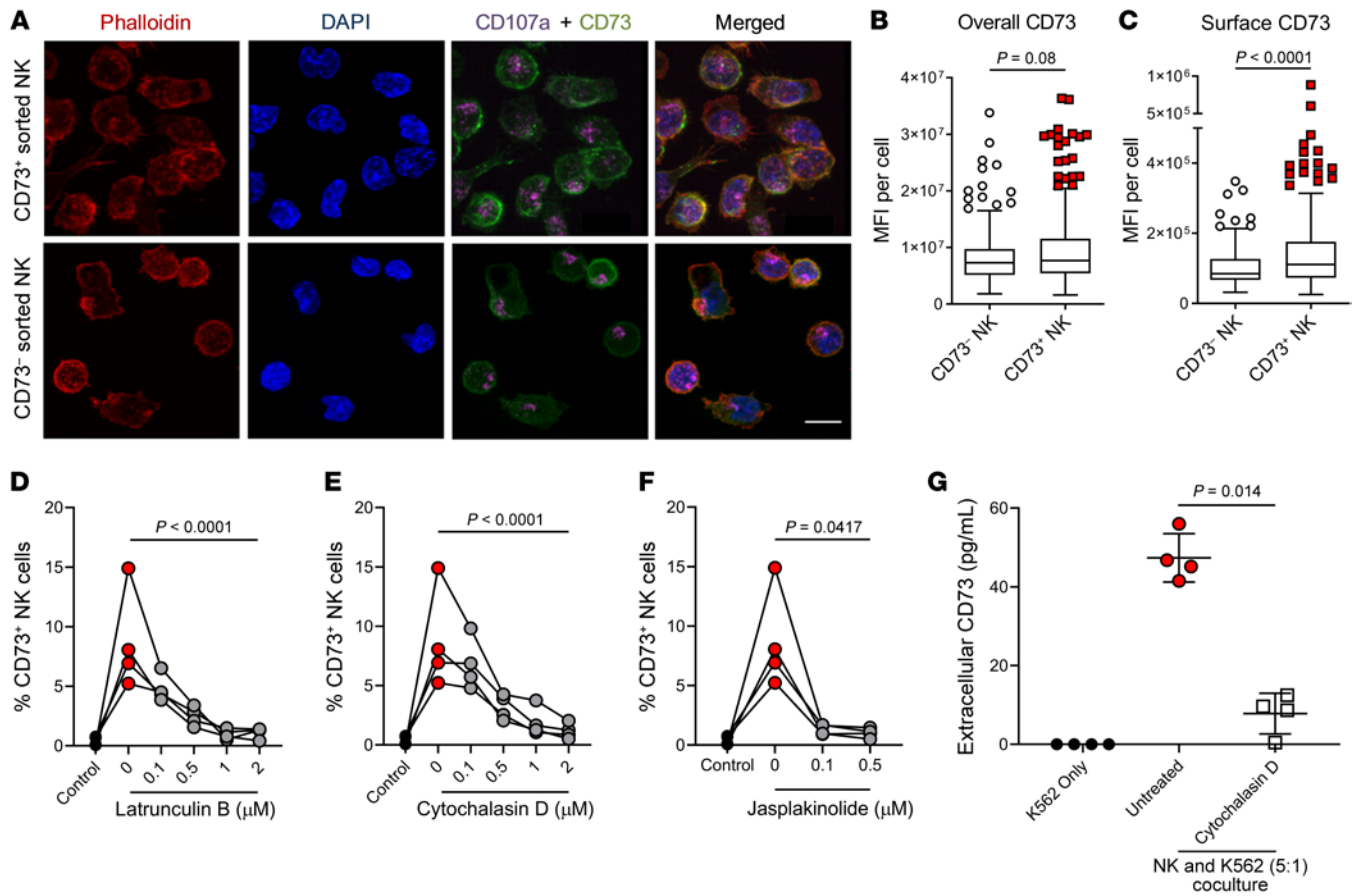 A
Phalloidin
DAPI
CD107a + CD73
Merged
CD73⁺ sorted NK
CD73⁻ sorted NK
B
Overall CD73
P = 0.08
MFI per cell
4×10⁷
3×10⁷
2×10⁷
1×10⁷
0
CD73⁻ NK
CD73⁺ NK
C
Surface CD73
P < 0.0001
MFI per cell
1×10⁶
5×10⁵
4×10⁵
2×10⁵
0
CD73⁻ NK
CD73⁺ NK
D
% CD73⁺ NK cells
20
15
10
5
0
P < 0.0001
Control
0
0.1
0.5
1
2
Latrunculin B (μM)
E
% CD73⁺ NK cells
20
15
10
5
0
P < 0.0001
Control
0
0.1
0.5
1
2
Cytochalasin D (μM)
F
% CD73⁺ NK cells
20
15
10
5
0
P = 0.0417
Control
0
0.1
0.5
Jasplakinolide (μM)
G
Extracellular CD73 (pg/mL)
60
40
20
0
P = 0.014
K562 Only
Untreated
Cytochalasin D
NK and K562 (5:1)
coculture